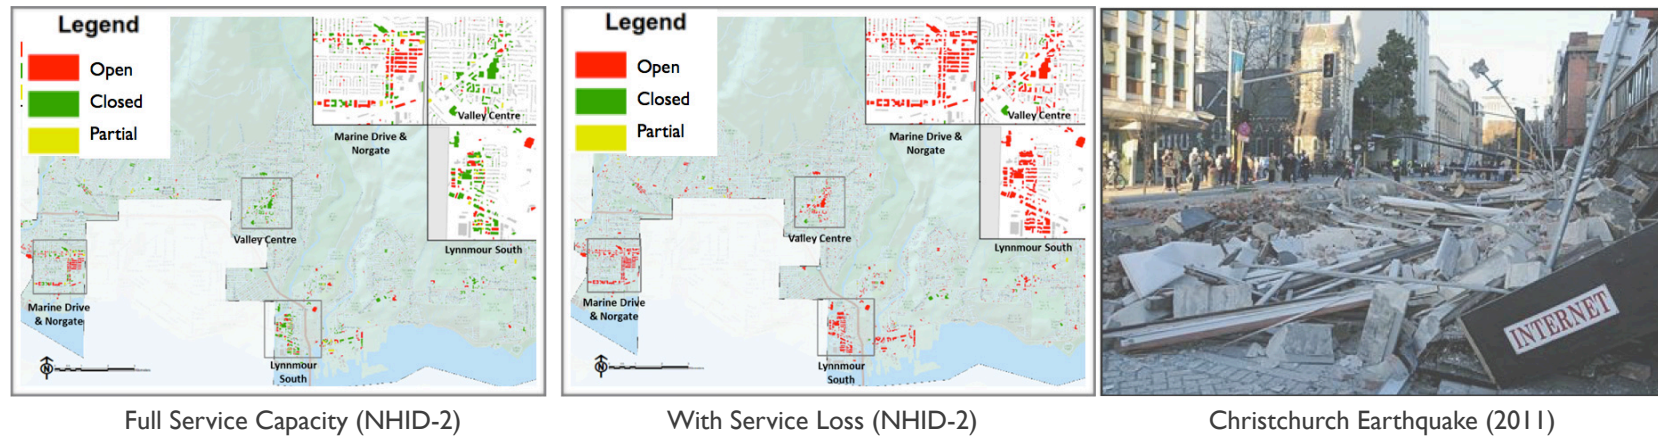 Legend
Open
Closed
Partial
Marine Drive &
Norgate
Valley Centre
Lynnmour South
Valley Centre
Marine Drive
& Norgate
Lynnmour
South
N
Full Service Capacity (NHID-2)
Legend
Open
Closed
Partial
Marine Drive &
Norgate
Valley Centre
Lynnmour South
Valley Centre
Marine Drive
& Norgate
Lynnmour
South
N
With Service Loss (NHID-2)
INTERNET
Christchurch Earthquake (2011)